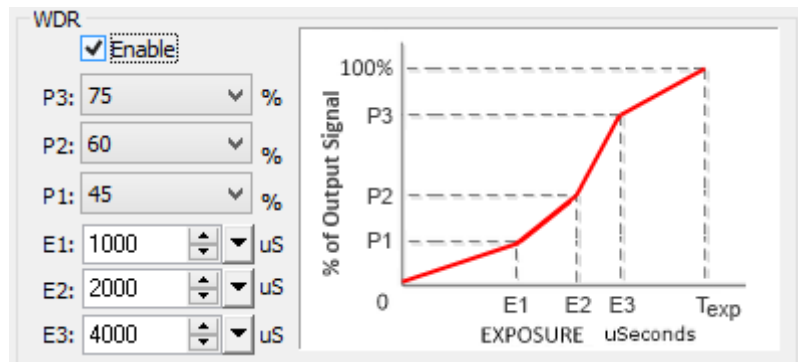 WDR
Enable
P3: 75 %
P2: 60 %
P1: 45 %
E1: 1000 uS
E2: 2000 uS
E3: 4000 uS
% of Output Signal
100%
P3
P2
P1
0
E1 E2 E3 Texp
EXPOSURE uSeconds